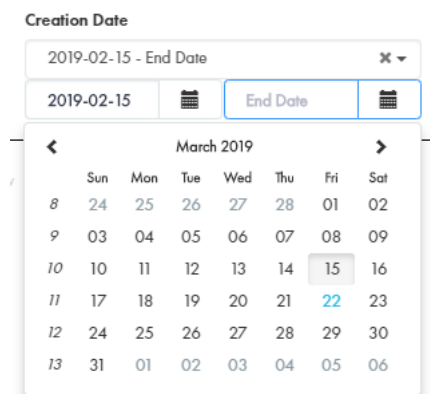 Creation Date
2019-02-15 - End Date
2019-02-15 End Date
March 2019
Sun Mon Tue Wed Thu Fri Sat
8 24 25 26 27 28 01 02
9 03 04 05 06 07 08 09
10 10 11 12 13 14 15 16
11 17 18 19 20 21 22 23
12 24 25 26 27 28 29 30
13 31 01 02 03 04 05 06